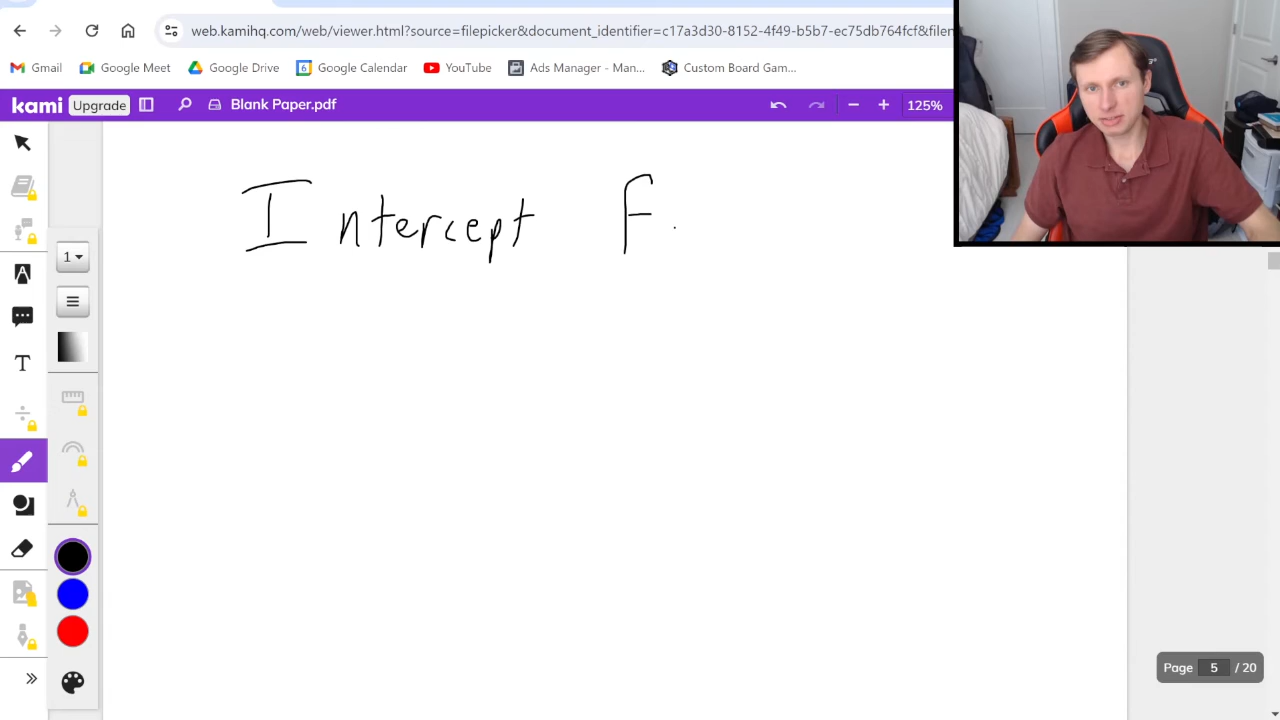 web.kamihq.com/web/viewer.html?source=filepicker&document_identifier=c17a3d30-8152-4f49-b5b7-ec75db764fcf&filen
Gmail Google Meet Google Drive 6 Google Calendar YouTube Ads Manager - Man... Custom Board Gam...
kami Upgrade Blank Paper.pdf 125%
Intercept F
1
T
Page 5 / 20